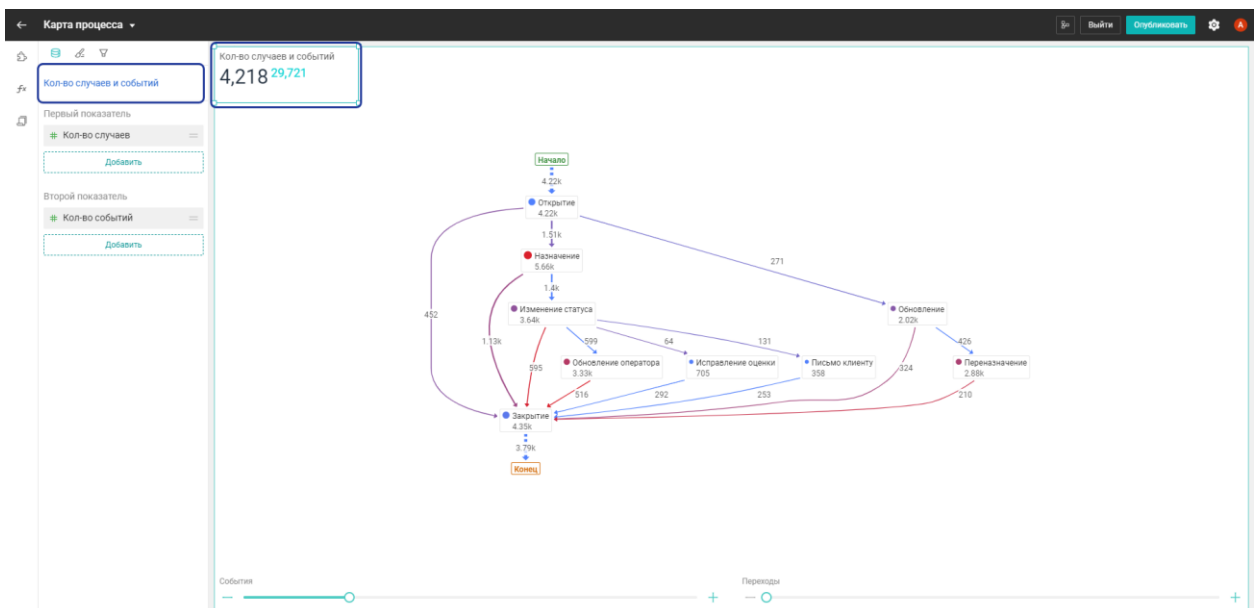 Карта процесса
Выйти
Опубликовать
A
Кол-во случаев и событий
Первый показатель
# Кол-во случаев
Добавить
Второй показатель
# Кол-во событий
Добавить
fx
Кол-во случаев и событий
4,218 29,721
Начало
4.22k
Открытие
4.22k
1.51k
271
Назначение
5.66k
1.4k
452
Изменение статуса
3.64k
Обновление
2.02k
1.13k
599
64
131
426
595
Обновление оператора
3.33k
Исправление оценки
705
Письмо клиенту
358
324
Переназначение
2.88k
516
292
253
210
Закрытие
4.35k
3.79k
Конец
События
Переходы